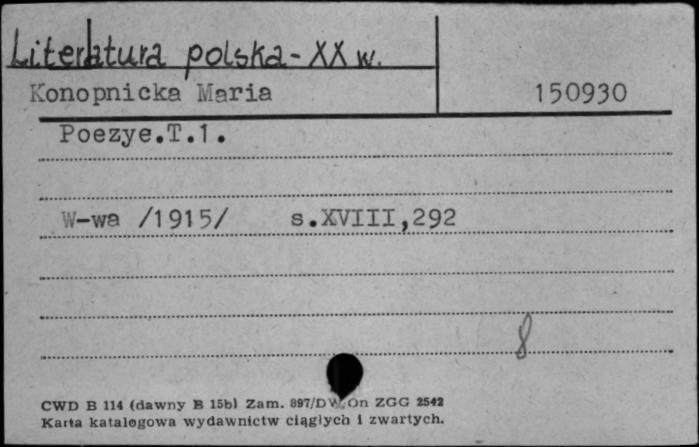 Literatura polska - XX w.
Konopnicka Maria 150930
Poezye.T.1.
W-wa /1915/ s.XVIII,292
8
CWD B 114 (dawny B 15b) Zam. 897/DW/On ZGG 2542
Karta katalogowa wydawnictw ciągłych i zwartych.